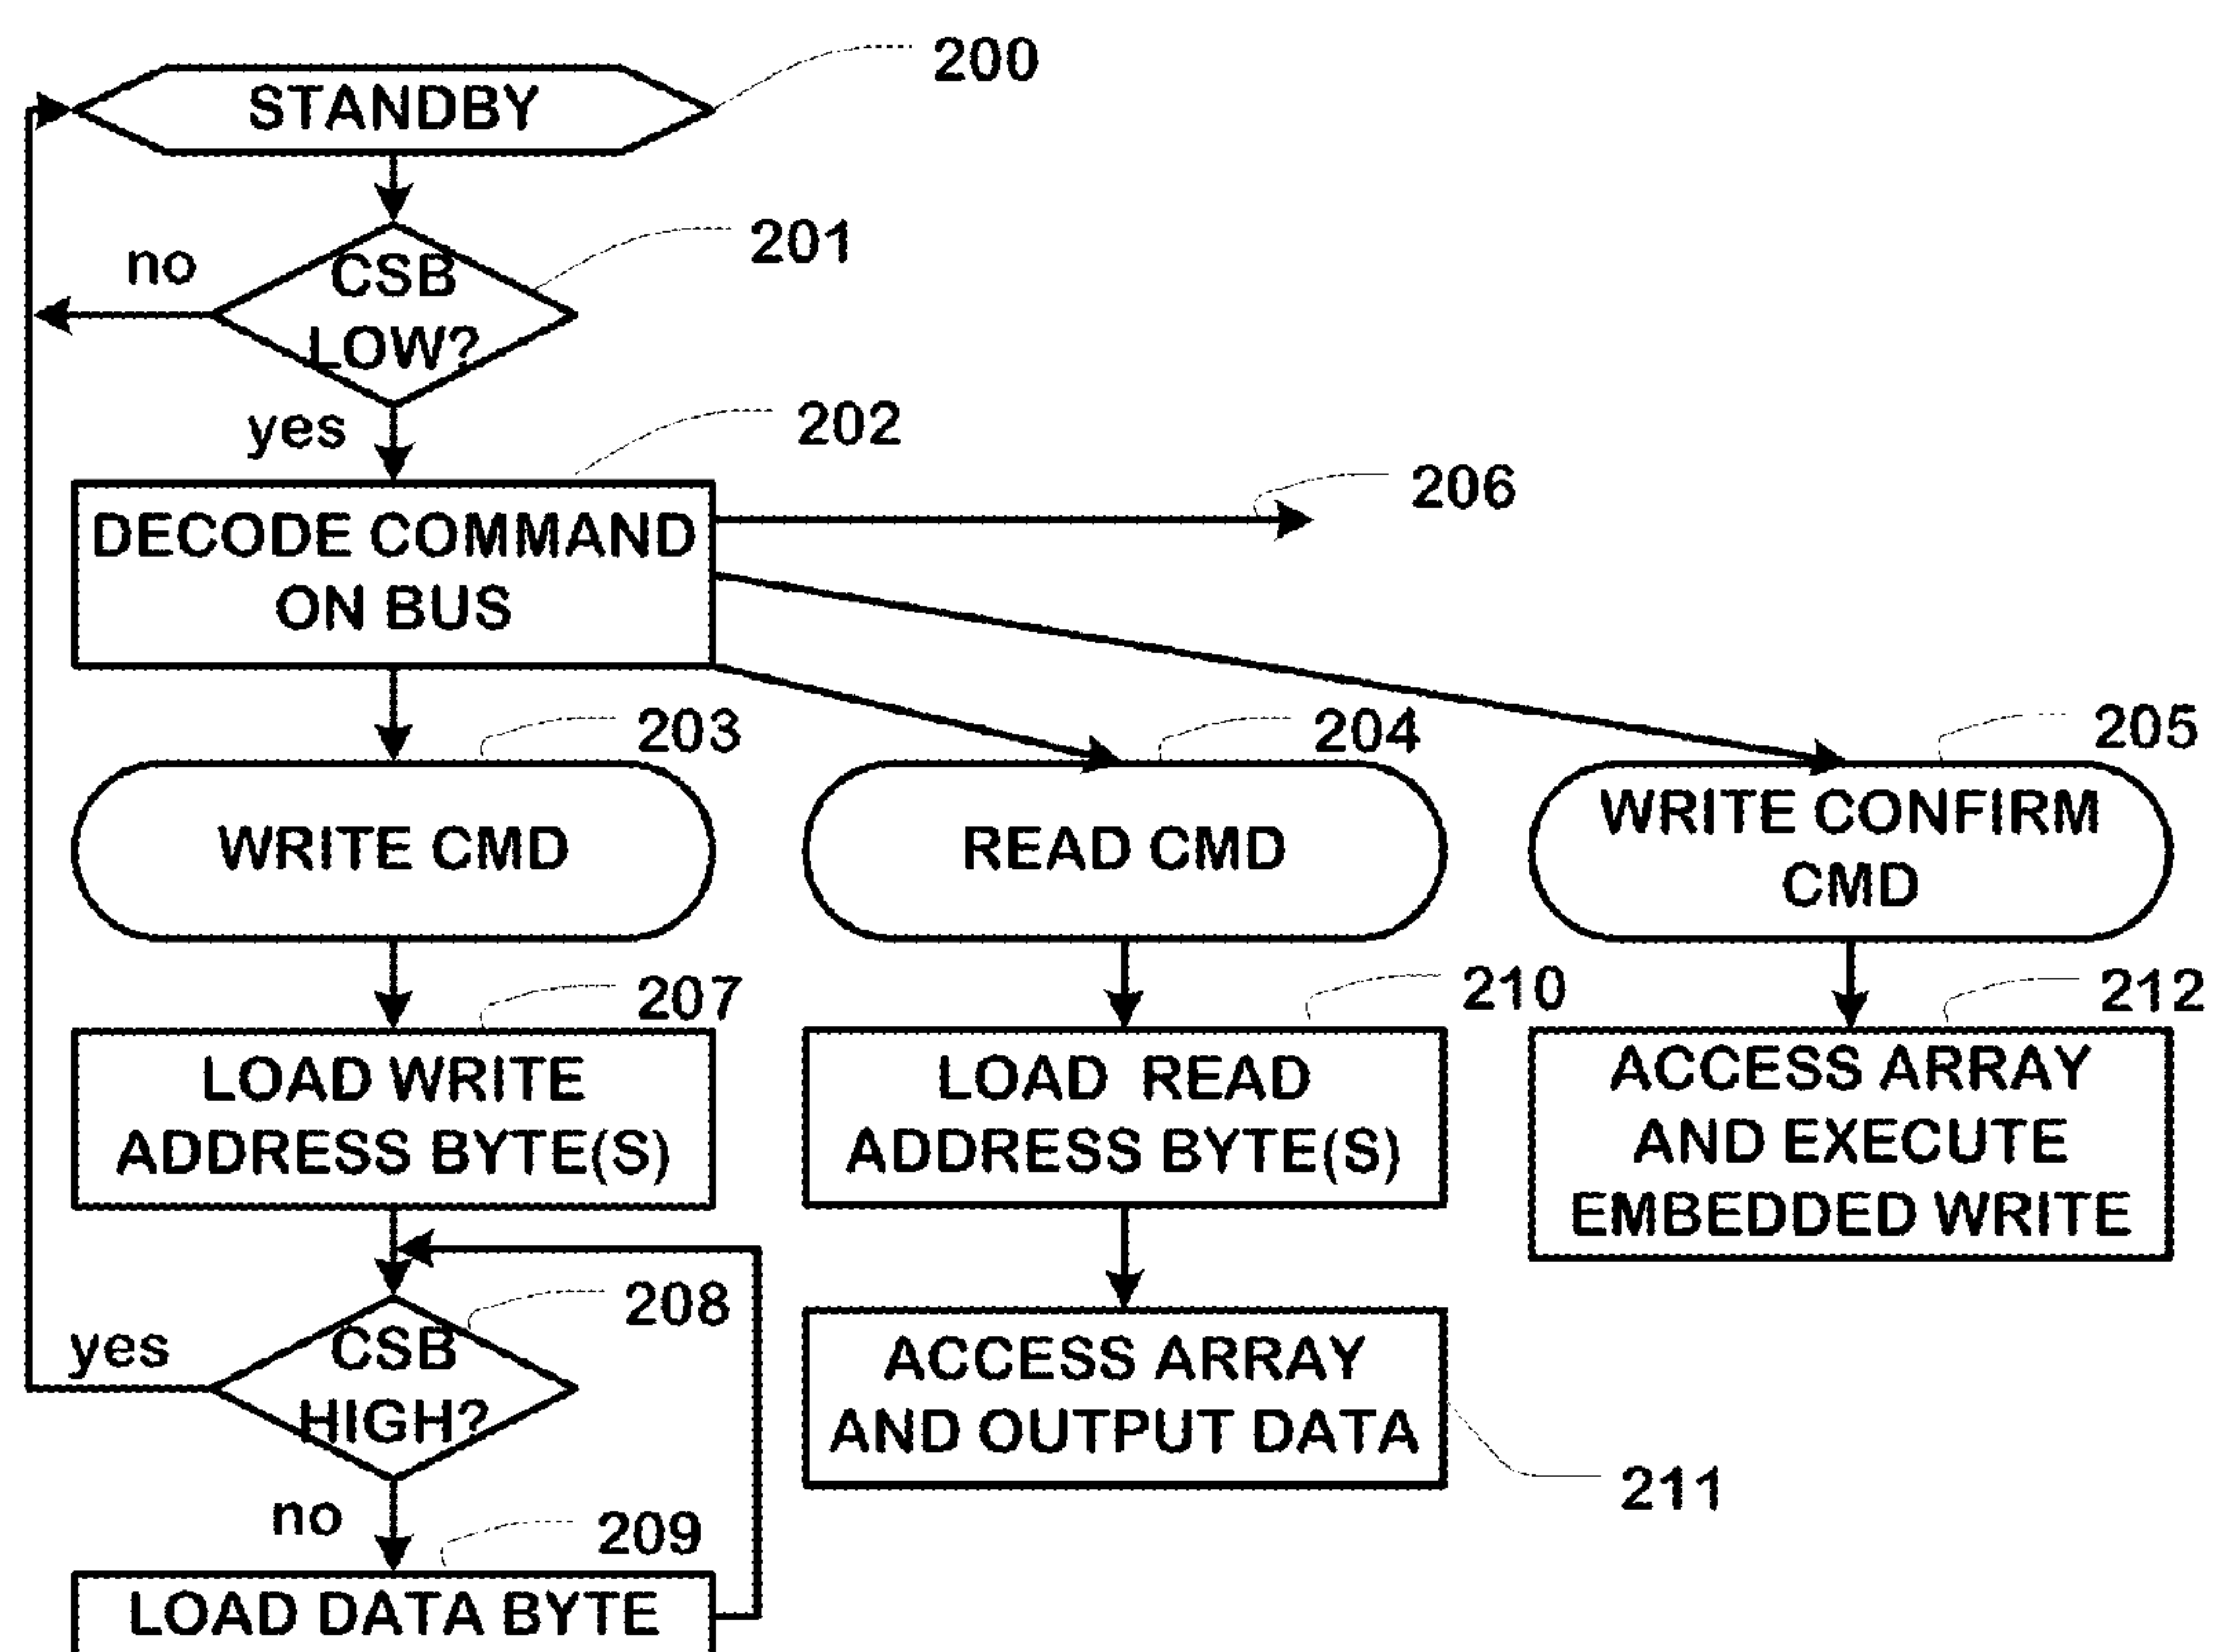 200
STANDBY
201
no
CSB
LOW?
yes
202
206
DECODE COMMAND
ON BUS
203
204
205
WRITE CMD
READ CMD
WRITE CONFIRM
CMD
207
210
212
LOAD WRITE
ADDRESS BYTE(S)
LOAD READ
ADDRESS BYTE(S)
ACCESS ARRAY
AND EXECUTE
EMBEDDED WRITE
208
yes
CSB
HIGH?
ACCESS ARRAY
AND OUTPUT DATA
211
no
209
LOAD DATA BYTE